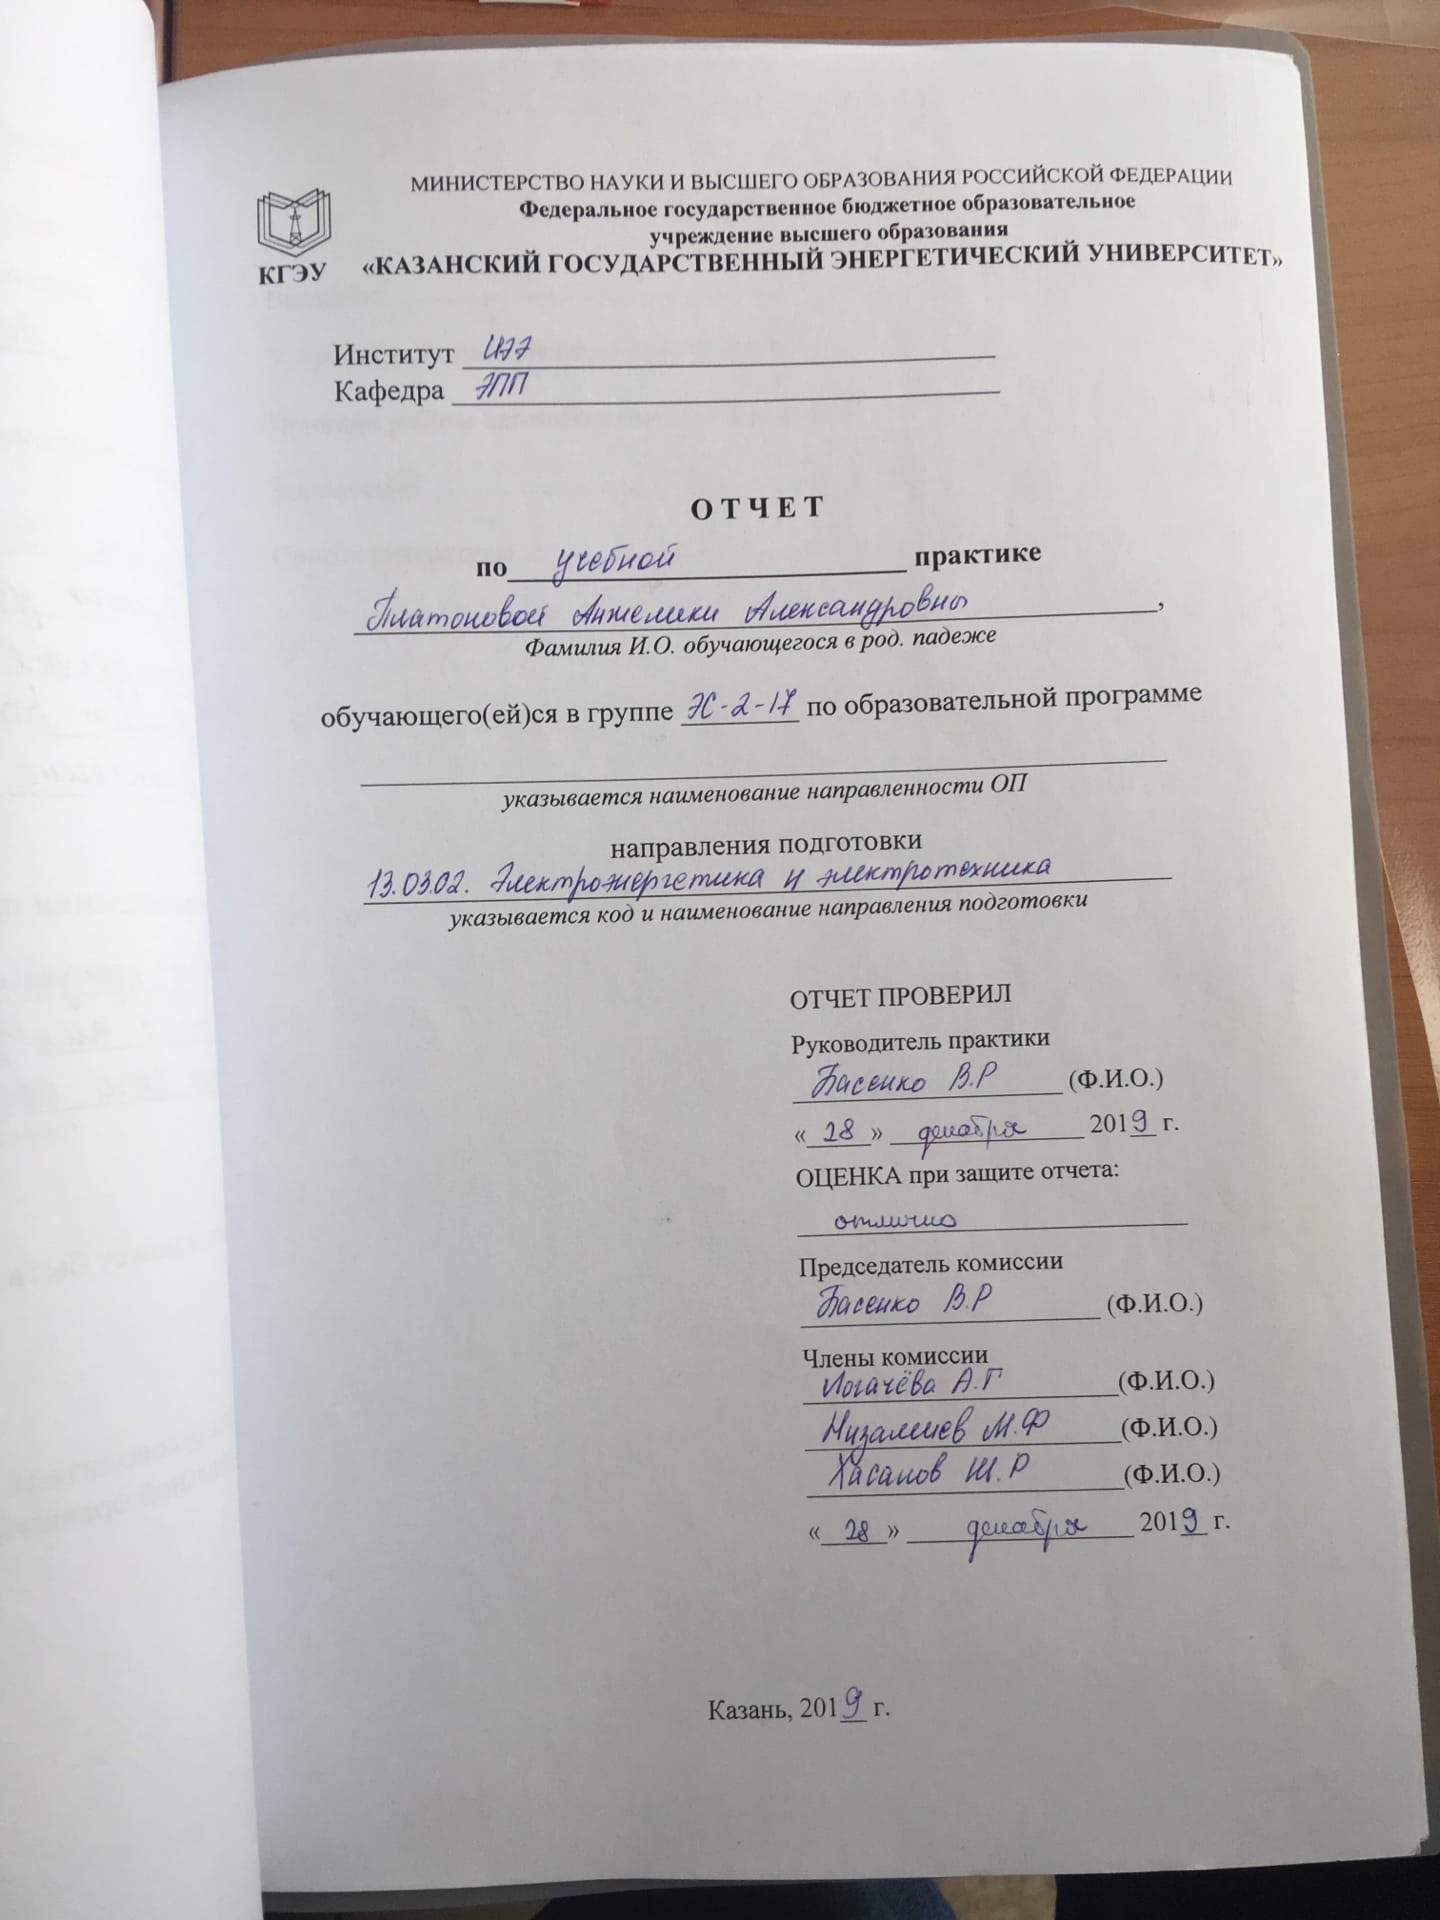 МИНИСТЕРСТВО НАУКИ И ВЫСШЕГО ОБРАЗОВАНИЯ РОССИЙСКОЙ ФЕДЕРАЦИИ
Федеральное государственное бюджетное образовательное
учреждение высшего образования
КГЭУ «КАЗАНСКИЙ ГОСУДАРСТВЕННЫЙ ЭНЕРГЕТИЧЕСКИЙ УНИВЕРСИТЕТ»
Институт ИЭЭ
Кафедра ЭПП
ОТЧЕТ
по учебной практике
Платоновой Анжелики Александровны,
Фамилия И.О. обучающегося в род. падеже
обучающего(ей)ся в группе ЭС-2-17 по образовательной программе
указывается наименование направленности ОП
направления подготовки
13.03.02. Электроэнергетика и электротехника
указывается код и наименование направления подготовки
ОТЧЕТ ПРОВЕРИЛ
Руководитель практики
Басенко В.Р (Ф.И.О.)
«28» декабря 2019 г.
ОЦЕНКА при защите отчета:
отлично
Председатель комиссии
Басенко В.Р (Ф.И.О.)
Члены комиссии
Логачёва А.Г (Ф.И.О.)
Низамиев М.Ф (Ф.И.О.)
Хасанов Ш.Р (Ф.И.О.)
«28» декабря 2019 г.
Казань, 2019 г.